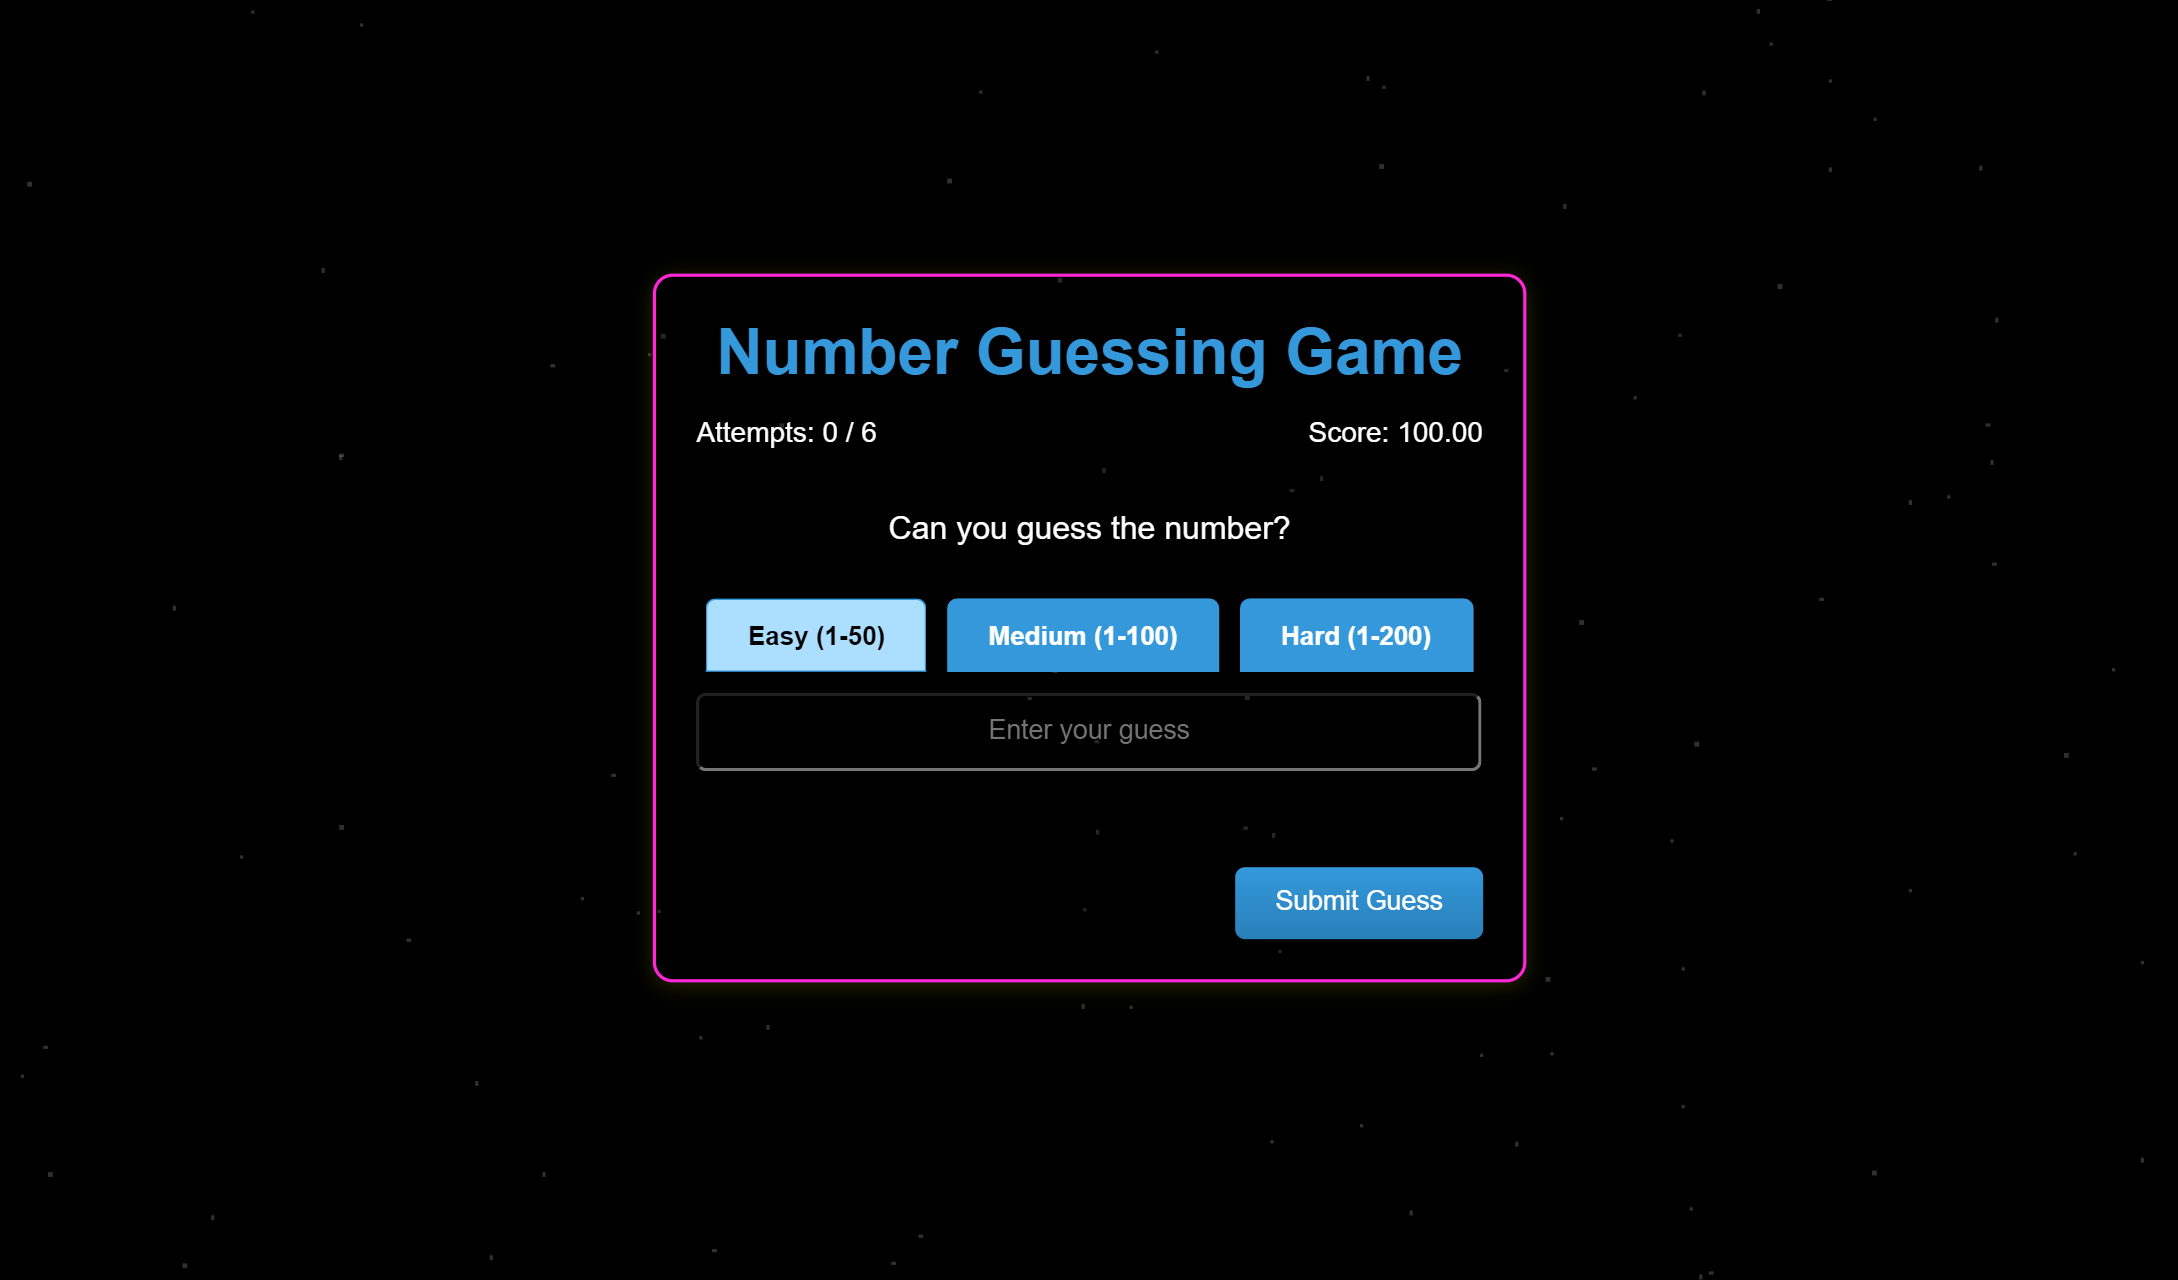 Number Guessing Game
Attempts: 0 / 6 Score: 100.00
Can you guess the number?
Easy (1-50) Medium (1-100) Hard (1-200)
Enter your guess
Submit Guess